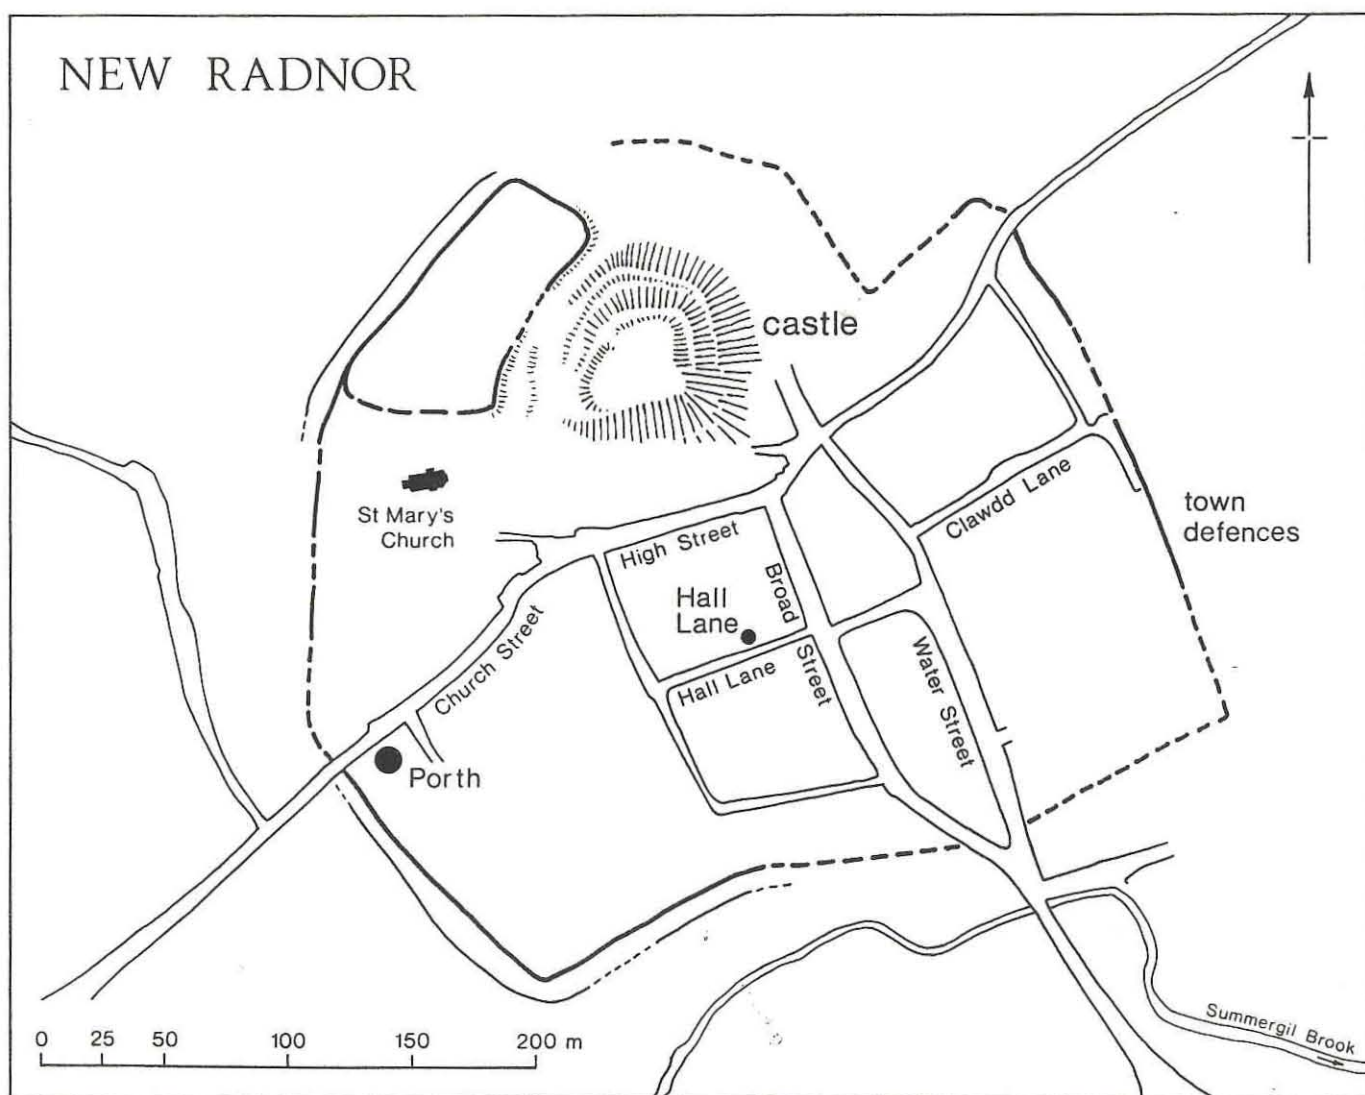 NEW RADNOR
castle
St Mary's
Church
town
defences
Clawdd Lane
High Street
Hall
Lane
Broad
Street
Hall Lane
Water Street
Church Street
Porth
Summergil Brook
0 25 50 100 150 200 m